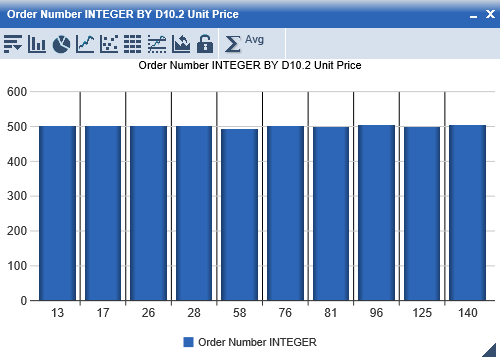 Order Number INTEGER BY D10.2 Unit Price
Avg
Order Number INTEGER BY D10.2 Unit Price
600
500
400
300
200
100
0
13 17 26 28 58 76 81 96 125 140
Order Number INTEGER